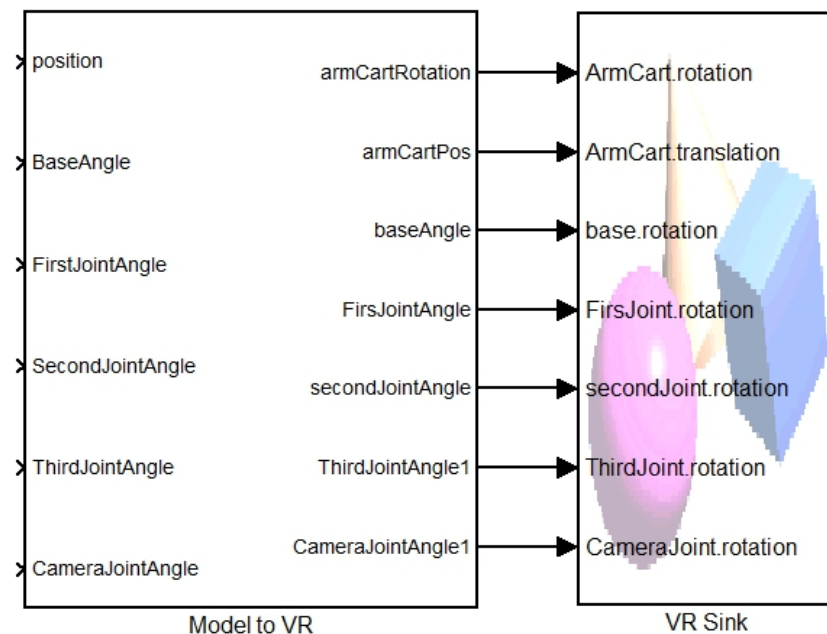 position
BaseAngle
FirstJointAngle
SecondJointAngle
ThirdJointAngle
CameraJointAngle
armCartRotation
armCartPos
baseAngle
FirsJointAngle
secondJointAngle
ThirdJointAngle1
CameraJointAngle1
Model to VR
ArmCart.rotation
ArmCart.translation
base.rotation
FirsJoint.rotation
secondJoint.rotation
ThirdJoint.rotation
CameraJoint.rotation
VR Sink